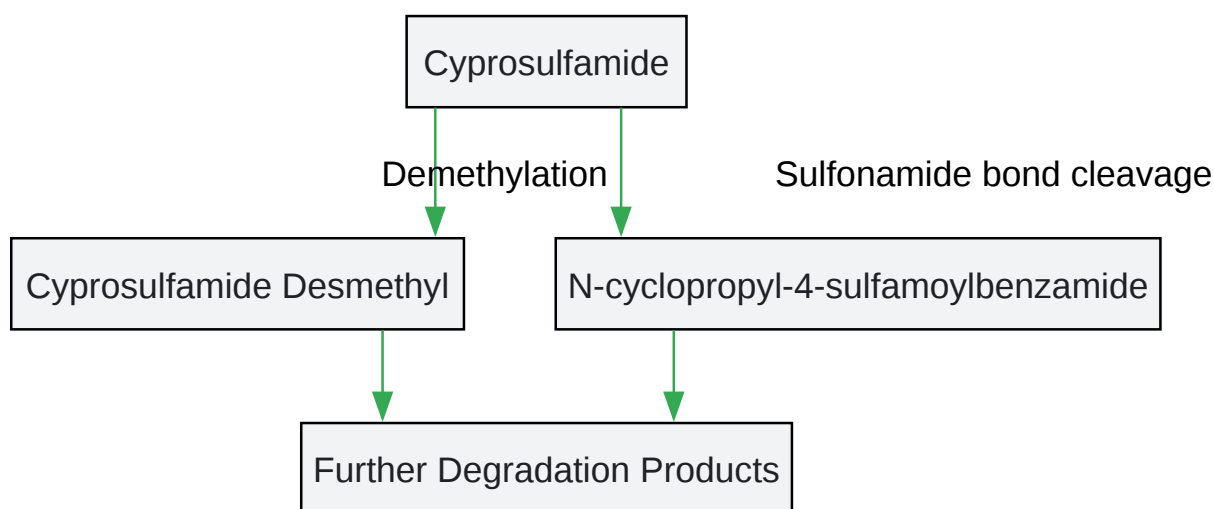 Cyprosulfamide
Demethylation
Sulfonamide bond cleavage
Cyprosulfamide Desmethyl
N-cyclopropyl-4-sulfamoylbenzamide
Further Degradation Products